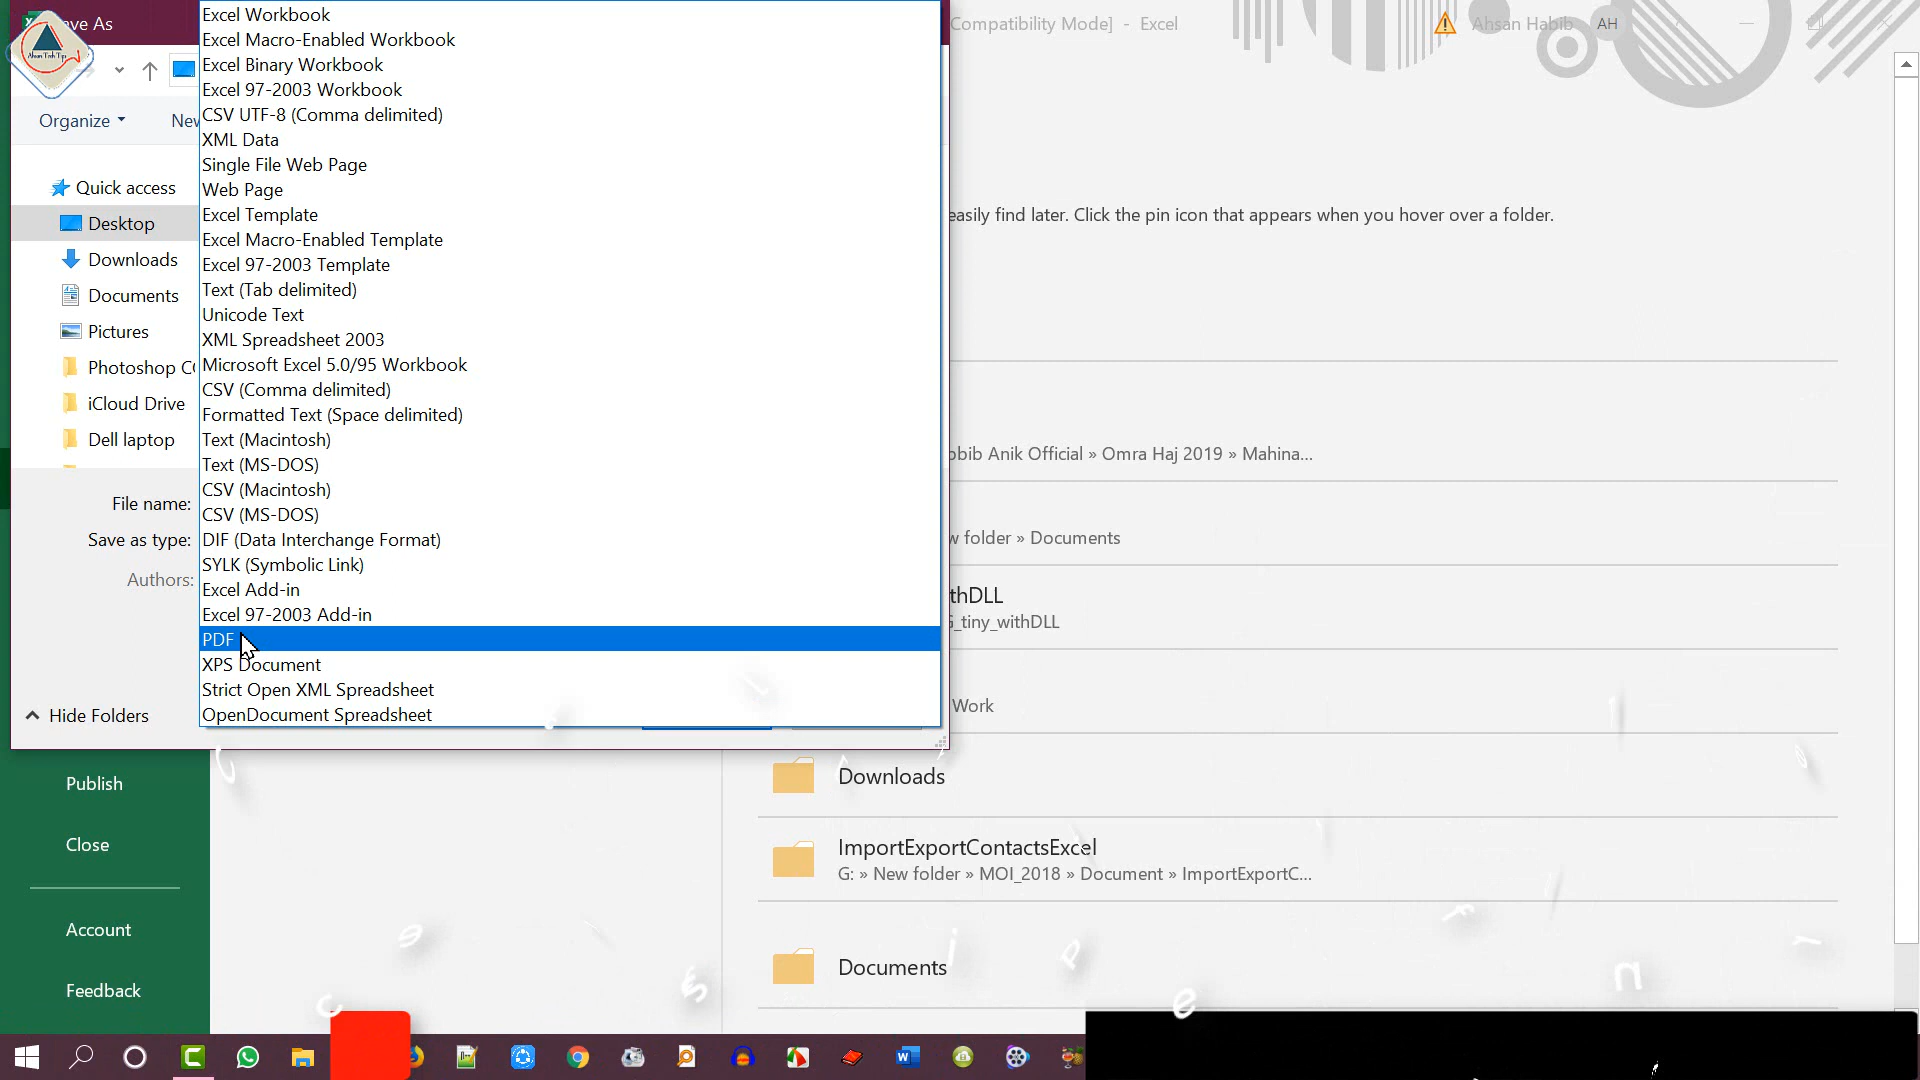 Save As
Compatibility Mode] - Excel
Ahsan Habib
AH
Ahsan Tech Tips
Organize
New
Quick access
Desktop
Downloads
Documents
Pictures
Photoshop C
iCloud Drive
Dell laptop
File name:
Save as type:
Authors:
Hide Folders
Excel Workbook
Excel Macro-Enabled Workbook
Excel Binary Workbook
Excel 97-2003 Workbook
CSV UTF-8 (Comma delimited)
XML Data
Single File Web Page
Web Page
Excel Template
Excel Macro-Enabled Template
Excel 97-2003 Template
Text (Tab delimited)
Unicode Text
XML Spreadsheet 2003
Microsoft Excel 5.0/95 Workbook
CSV (Comma delimited)
Formatted Text (Space delimited)
Text (Macintosh)
Text (MS-DOS)
CSV (Macintosh)
CSV (MS-DOS)
DIF (Data Interchange Format)
SYLK (Symbolic Link)
Excel Add-in
Excel 97-2003 Add-in
PDF
XPS Document
Strict Open XML Spreadsheet
OpenDocument Spreadsheet
easily find later. Click the pin icon that appears when you hover over a folder.
bib Anik Official » Omra Haj 2019 » Mahina...
w folder » Documents
thDLL
G_tiny_withDLL
Work
Downloads
ImportExportContactsExcel
G: » New folder » MOI_2018 » Document » ImportExportC...
Documents
Publish
Close
Account
Feedback